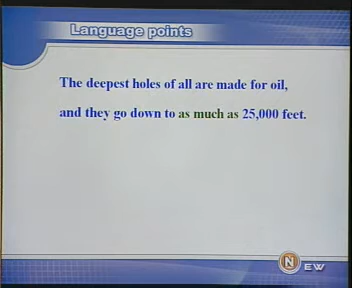 Language points
The deepest holes of all are made for oil,
and they go down to as much as 25,000 feet.
NEW